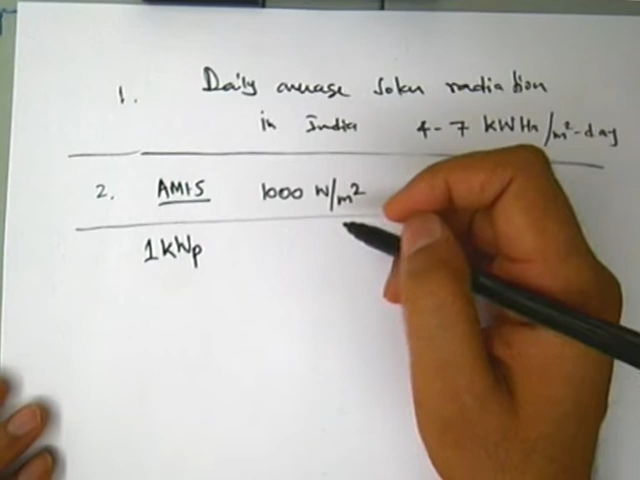 1. Daily average Solar radiation
in India 4-7 KWHr/m²-day
2. AM1.5 1000 W/m²
1kWp